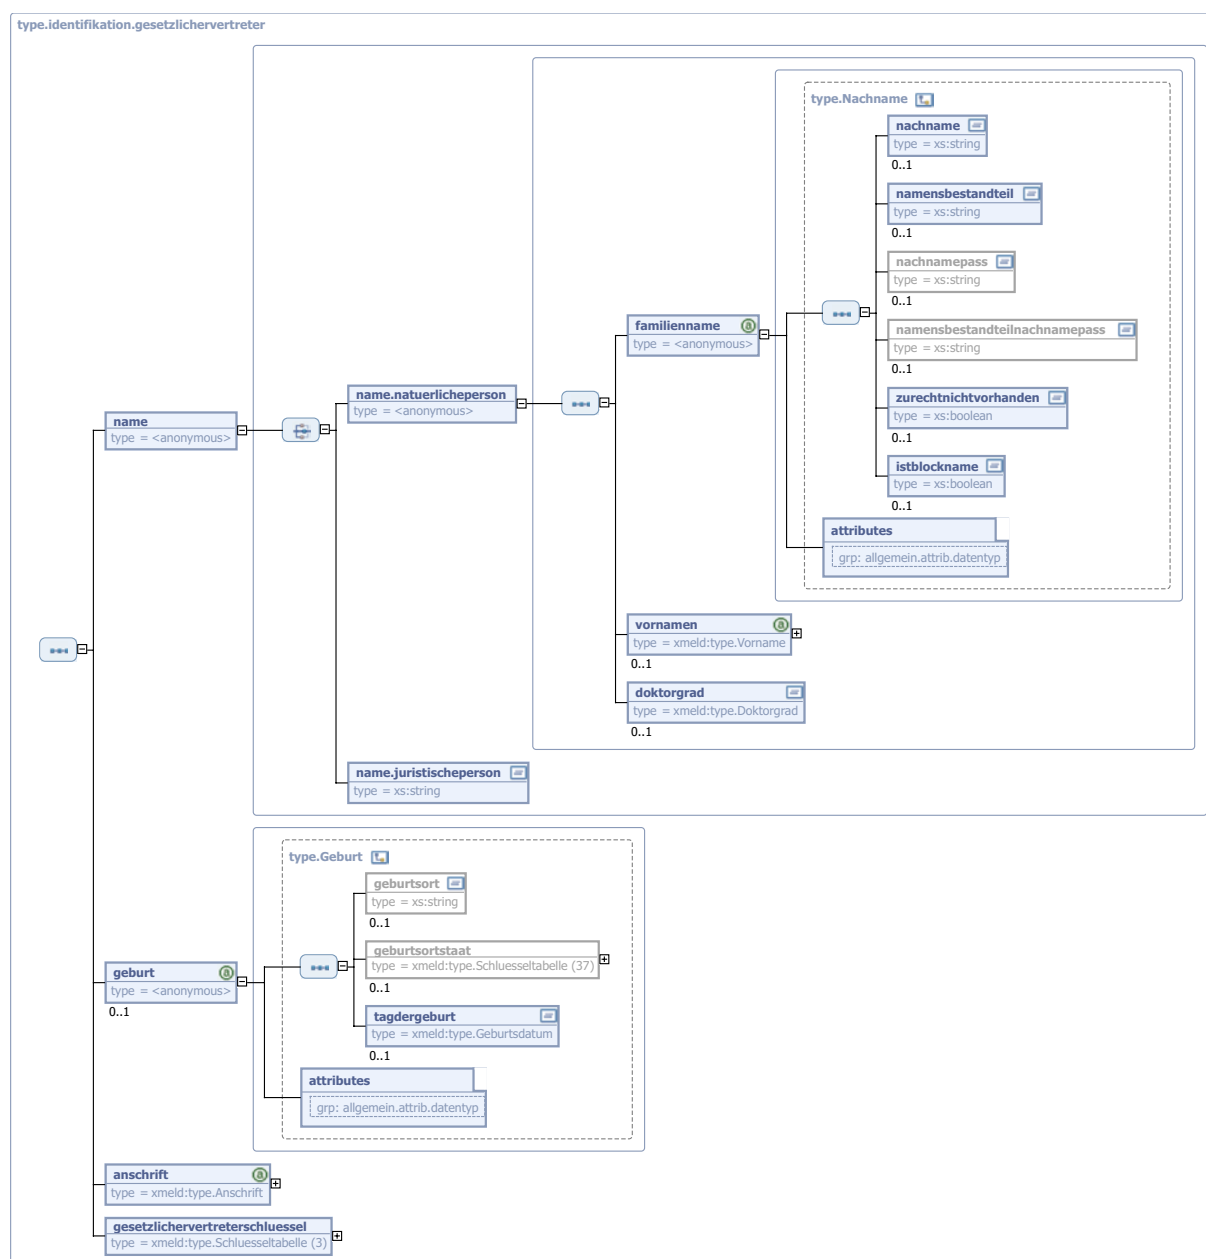 type.identifikation.gesetzlichervertreter
type.Nachname
nachname
type = xs:string
0..1
namensbestandteil
type = xs:string
0..1
nachnamepass
type = xs:string
0..1
namensbestandteilnachnamepass
type = xs:string
0..1
familienname
type = <anonymous>
zurechtnichtvorhanden
type = xs:boolean
0..1
name.natuerlicheperson
type = <anonymous>
name
type = <anonymous>
istblockname
type = xs:boolean
0..1
attributes
grp: allgemein.attrib.datentyp
vornamen
type = xmeld:type.Vorname
0..1
doktorgrad
type = xmeld:type.Doktorgrad
0..1
name.juristischeperson
type = xs:string
type.Geburt
geburtsort
type = xs:string
0..1
geburtsortstaat
type = xmeld:type.Schluesseltabelle (37)
0..1
geburt
type = <anonymous>
0..1
tagdergeburt
type = xmeld:type.Geburtsdatum
0..1
attributes
grp: allgemein.attrib.datentyp
anschrift
type = xmeld:type.Anschrift
gesetzlichervertreterschluessel
type = xmeld:type.Schluesseltabelle (3)